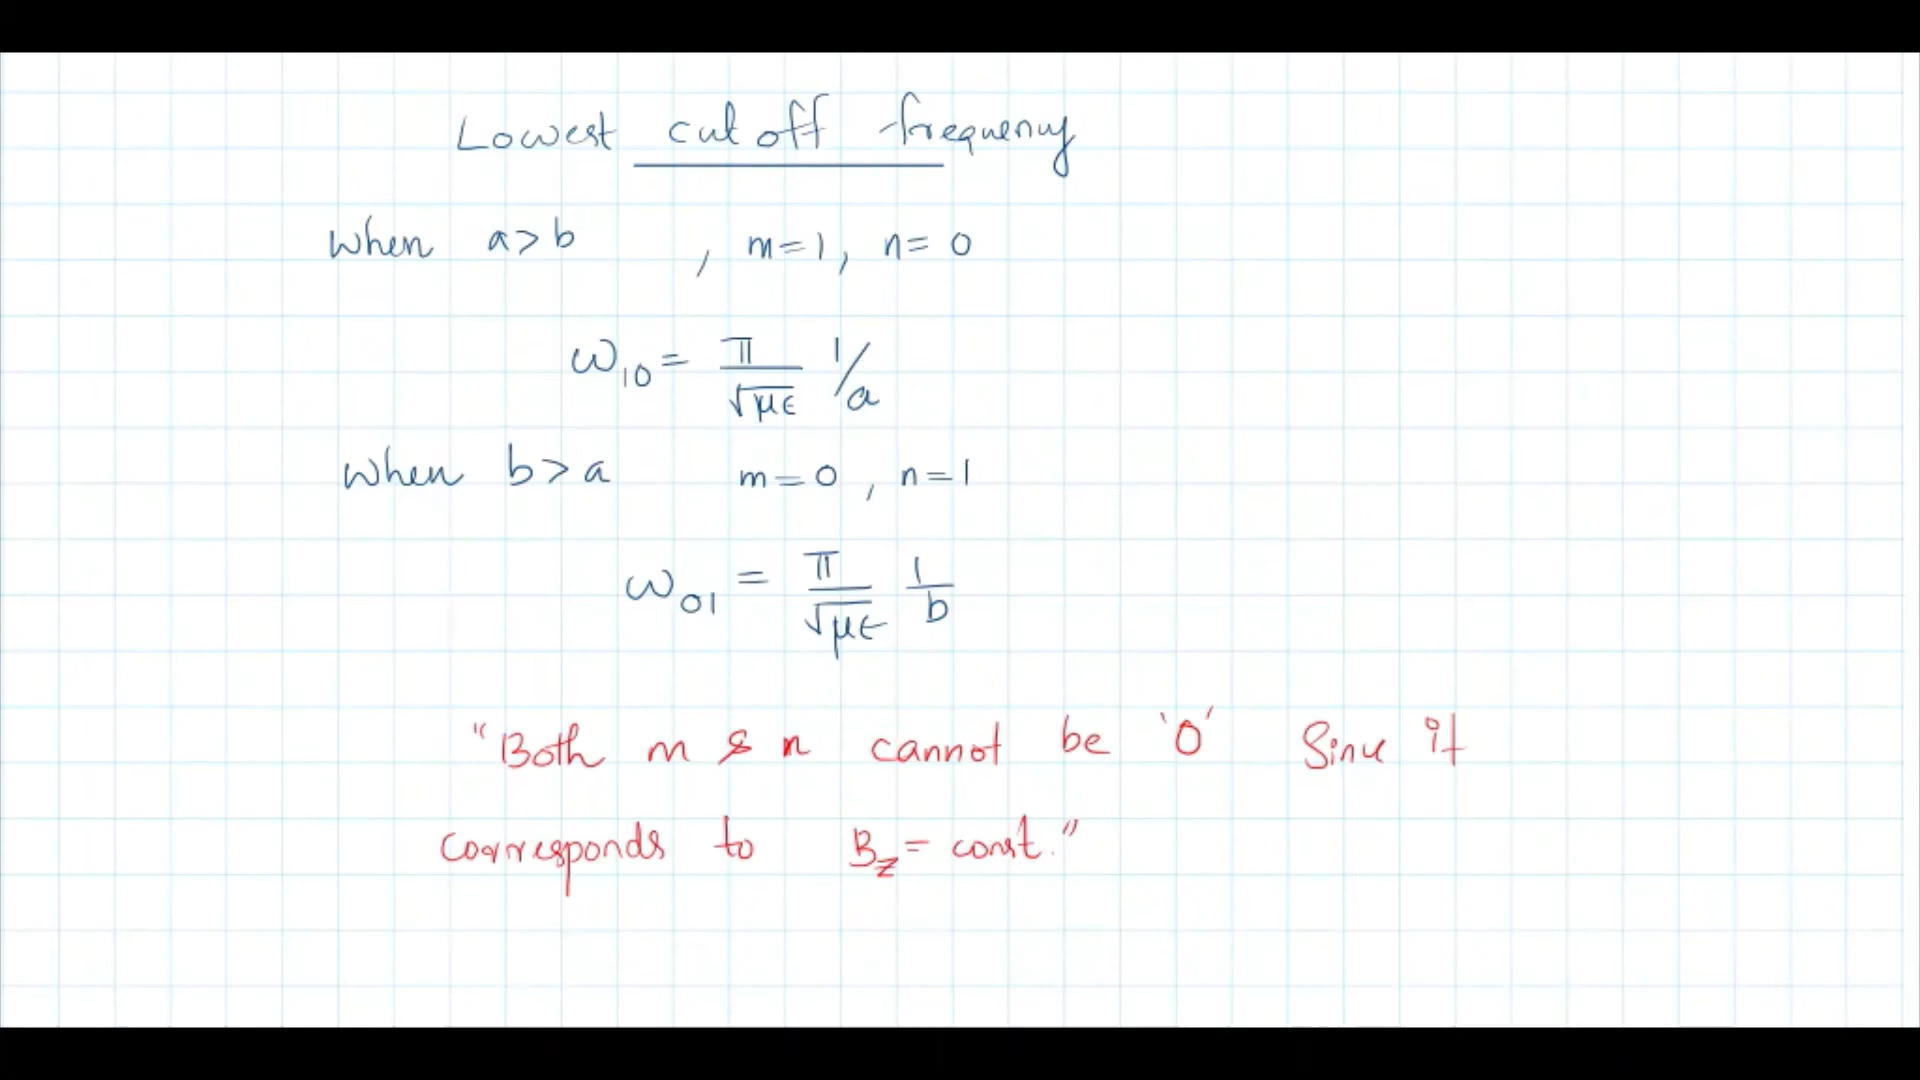 Lowest cut off frequency
When a>b , m=1, n=0
ω₁₀ = π/√με 1/a
When b>a m=0, n=1
ω₀₁ = π/√με 1/b
"Both m & n cannot be '0' Since it
corresponds to B_z = const."